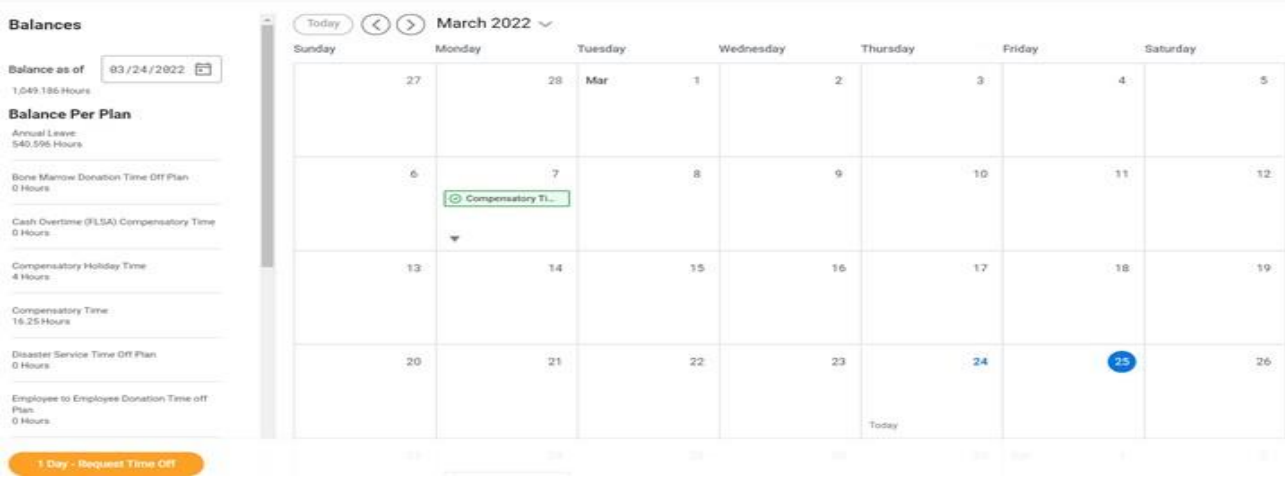 Balances
Balance as of 03/24/2022
1,049.186 Hours
Balance Per Plan
Annual Leave
540.596 Hours
Bone Marrow Donation Time Off Plan
0 Hours
Cash Overtime (FLSA) Compensatory Time
0 Hours
Compensatory Holiday Time
4 Hours
Compensatory Time
16.25 Hours
Disaster Service Time Off Plan
0 Hours
Employee to Employee Donation Time off
Plan
0 Hours
1 Day - Request Time Off
Today March 2022
Sunday Monday Tuesday Wednesday Thursday Friday Saturday
27 28 Mar 1 2 3 4 5
6 7 8 9 10 11 12
Compensatory Ti...
13 14 15 16 17 18 19
20 21 22 23 24 25 26
Today